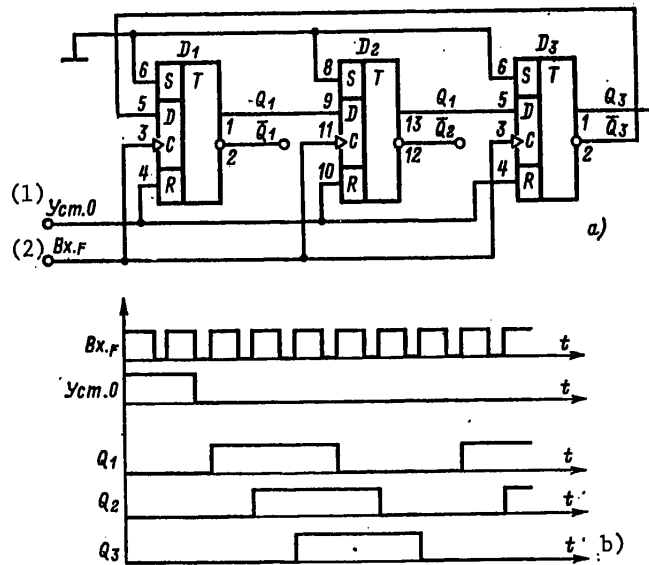 D1 D2 D3
6 S T 8 S T 6 S T
5 D Q1 9 D Q1 5 D Q3
1 13 1
3 C Q̅1 11 C Q̅2 3 C Q̅3
2 12 2
4 R 10 R 4 R
(1) Уст.0
(2) Вх.F
а)
Вх.F t
Уст.0 t
Q1 t
Q2 t
Q3 t b)